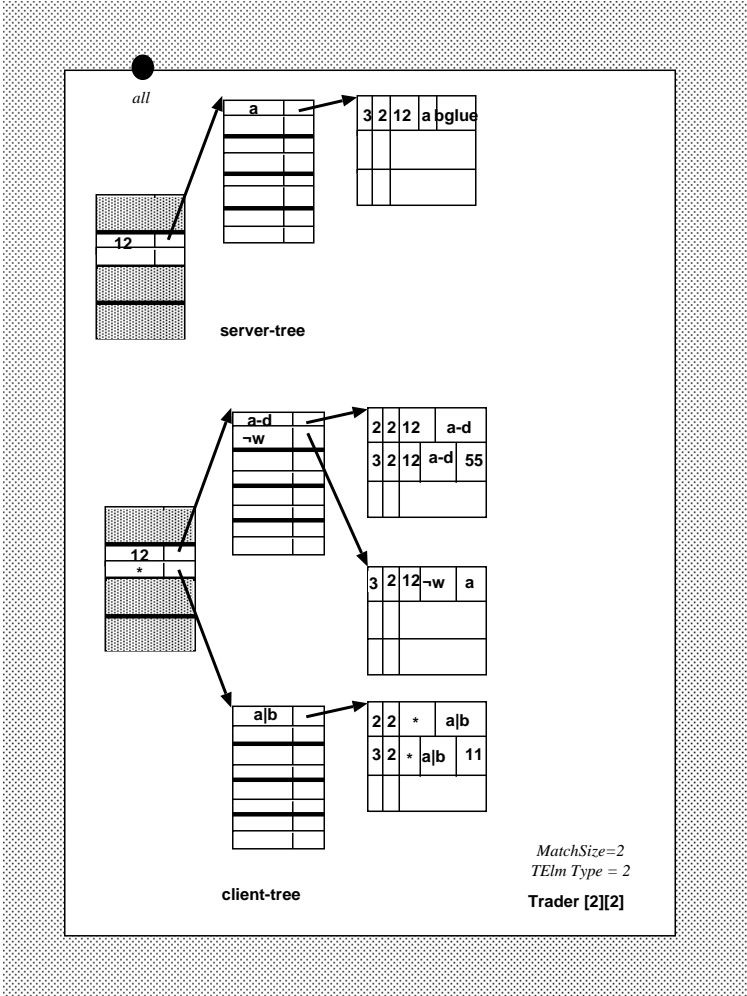 all
a
3 2 12 a bglue
12
server-tree
a-d
¬w
2 2 12 a-d
3 2 12 a-d 55
12
*
3 2 12 ¬w a
a|b
2 2 * a|b
3 2 * a|b 11
MatchSize=2
TElm Type = 2
client-tree
Trader [2][2]